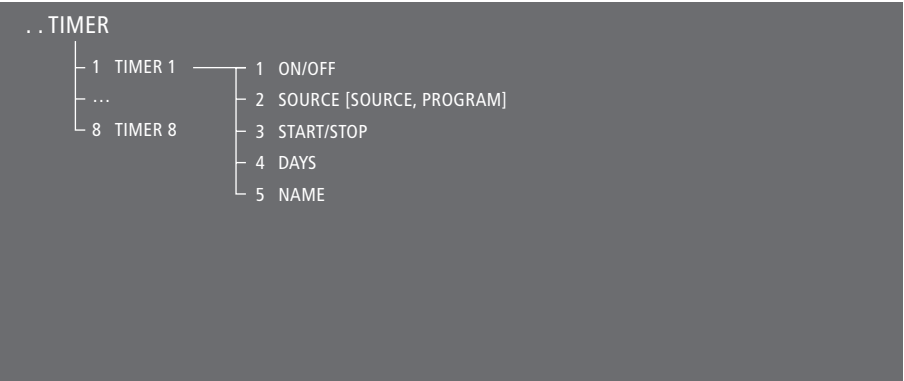 . . TIMER
1 TIMER 1 1 ON/OFF
... 2 SOURCE [SOURCE, PROGRAM]
8 TIMER 8 3 START/STOP
4 DAYS
5 NAME